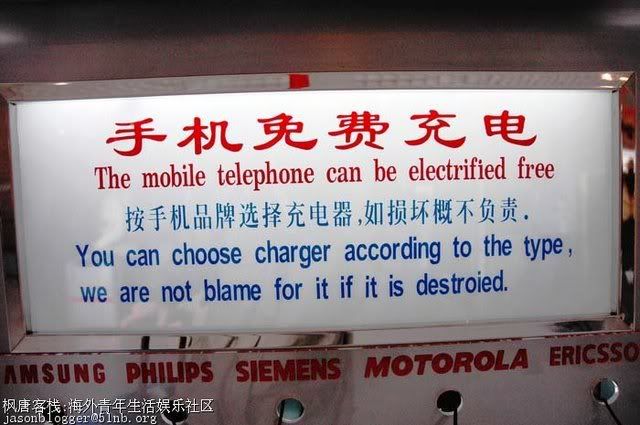 手机免费充电
The mobile telephone can be electrified free
按手机品牌选择充电器,如损坏概不负责.
You can choose charger according to the type,
we are not blame for it if it is destroied.
AMSUNG PHILIPS SIEMENS MOTOROLA ERICSSO
枫唐客栈:海外青年生活娱乐社区
jasonblogger@51nb.org